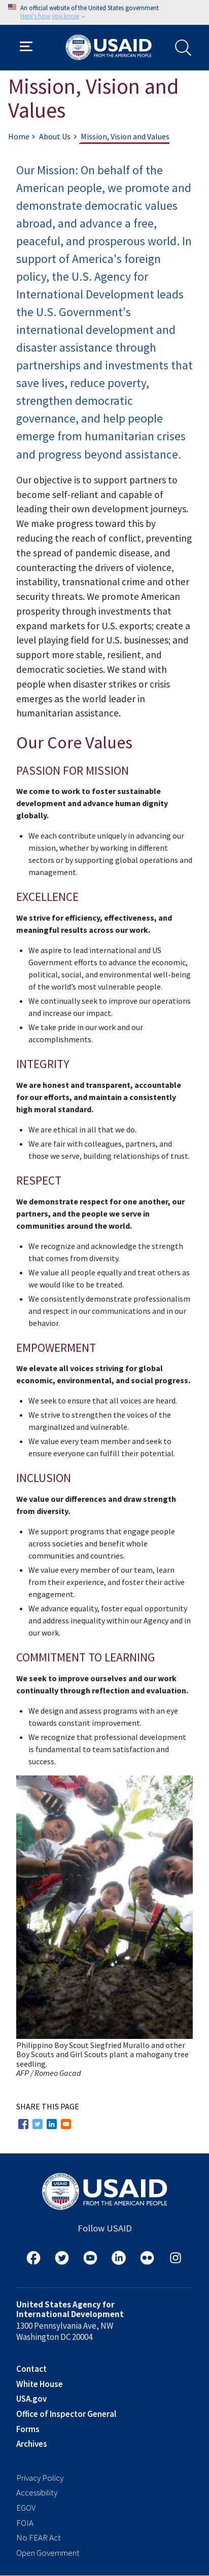 An official website of the United States government
Here's how you know
USAID
FROM THE AMERICAN PEOPLE
Mission, Vision and
Values
Home > About Us > Mission, Vision and Values
Our Mission: On behalf of the
American people, we promote and
demonstrate democratic values
abroad, and advance a free,
peaceful, and prosperous world. In
support of America's foreign
policy, the U.S. Agency for
International Development leads
the U.S. Government's
international development and
disaster assistance through
partnerships and investments that
save lives, reduce poverty,
strengthen democratic
governance, and help people
emerge from humanitarian crises
and progress beyond assistance.
Our objective is to support partners to
become self-reliant and capable of
leading their own development journeys.
We make progress toward this by
reducing the reach of conflict, preventing
the spread of pandemic disease, and
counteracting the drivers of violence,
instability, transnational crime and other
security threats. We promote American
prosperity through investments that
expand markets for U.S. exports; create a
level playing field for U.S. businesses; and
support more stable, resilient, and
democratic societies. We stand with
people when disaster strikes or crisis
emerges as the world leader in
humanitarian assistance.
Our Core Values
PASSION FOR MISSION
We come to work to foster sustainable
development and advance human dignity
globally.
• We each contribute uniquely in advancing our
mission, whether by working in different
sectors or by supporting global operations and
management.
EXCELLENCE
We strive for efficiency, effectiveness, and
meaningful results across our work.
• We aspire to lead international and US
Government efforts to advance the economic,
political, social, and environmental well-being
of the world's most vulnerable people.
• We continually seek to improve our operations
and increase our impact.
• We take pride in our work and our
accomplishments.
INTEGRITY
We are honest and transparent, accountable
for our efforts, and maintain a consistently
high moral standard.
• We are ethical in all that we do.
• We are fair with colleagues, partners, and
those we serve, building relationships of trust.
RESPECT
We demonstrate respect for one another, our
partners, and the people we serve in
communities around the world.
• We recognize and acknowledge the strength
that comes from diversity.
• We value all people equally and treat others as
we would like to be treated.
• We consistently demonstrate professionalism
and respect in our communications and in our
behavior.
EMPOWERMENT
We elevate all voices striving for global
economic, environmental, and social progress.
• We seek to ensure that all voices are heard.
• We strive to strengthen the voices of the
marginalized and vulnerable.
• We value every team member and seek to
ensure everyone can fulfill their potential.
INCLUSION
We value our differences and draw strength
from diversity.
• We support programs that engage people
across societies and benefit whole
communities and countries.
• We value every member of our team, learn
from their experience, and foster their active
engagement.
• We advance equality, foster equal opportunity
and address inequality within our Agency and in
our work.
COMMITMENT TO LEARNING
We seek to improve ourselves and our work
continually through reflection and evaluation.
• We design and assess programs with an eye
towards constant improvement.
• We recognize that professional development
is fundamental to team satisfaction and
success.
Philippino Boy Scout Siegfried Murallo and other
Boy Scouts and Girl Scouts plant a mahogany tree
seedling.
AFP / Romeo Gacad
SHARE THIS PAGE
USAID
FROM THE AMERICAN PEOPLE
Follow USAID
United States Agency for
International Development
1300 Pennsylvania Ave, NW
Washington DC 20004
Contact
White House
USA.gov
Office of Inspector General
Forms
Archives
Privacy Policy
Accessibility
EGOV
FOIA
No FEAR Act
Open Government